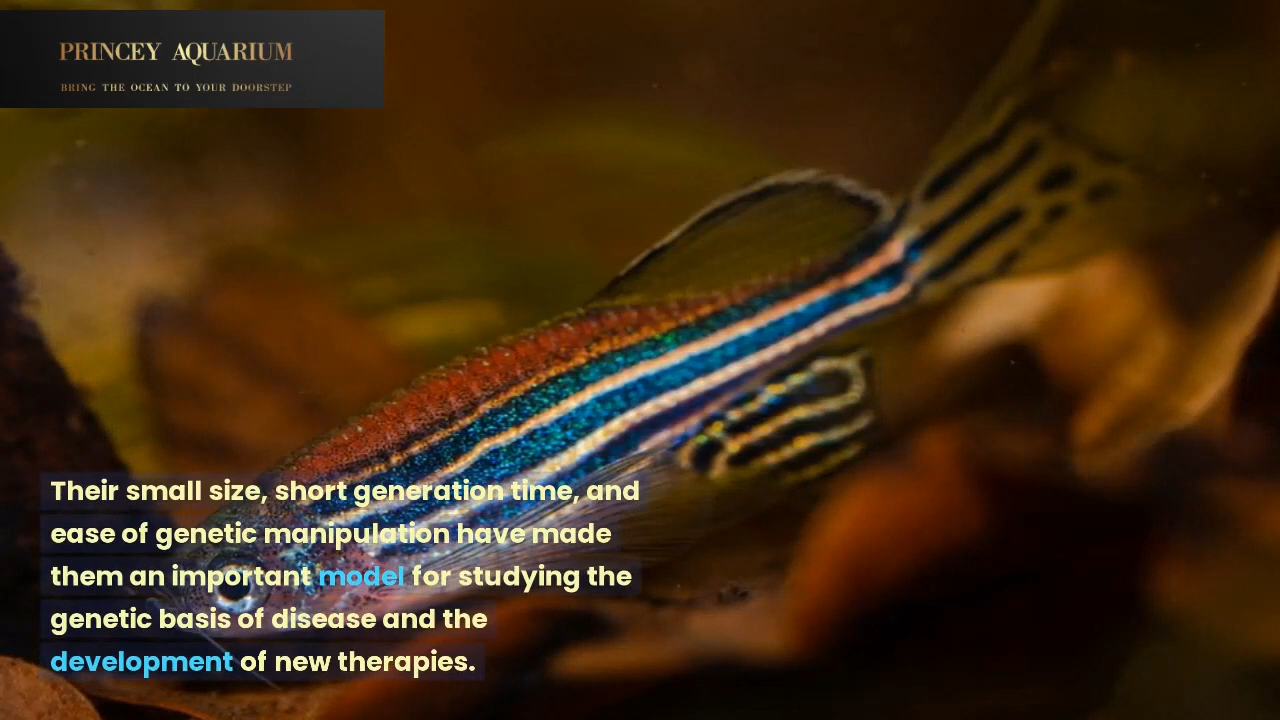 PRINCEY AQUARIUM
BRING THE OCEAN TO YOUR DOORSTEP
Their small size, short generation time, and
ease of genetic manipulation have made
them an important model for studying the
genetic basis of disease and the
development of new therapies.